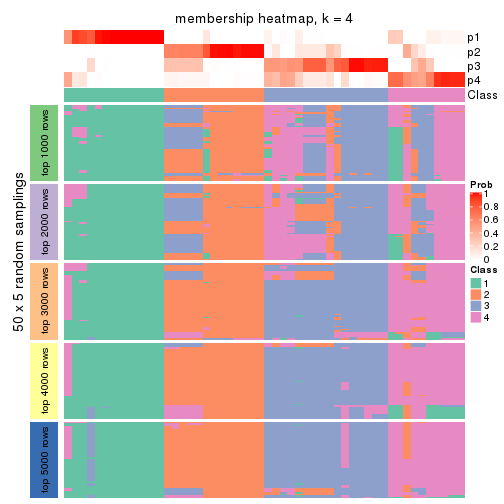 membership heatmap, k = 4
p1
p2
p3
p4
Class
50 x 5 random samplings
top 1000 rows
top 2000 rows
top 3000 rows
top 4000 rows
top 5000 rows
Prob
1
0.8
0.6
0.4
0.2
0
Class
1
2
3
4